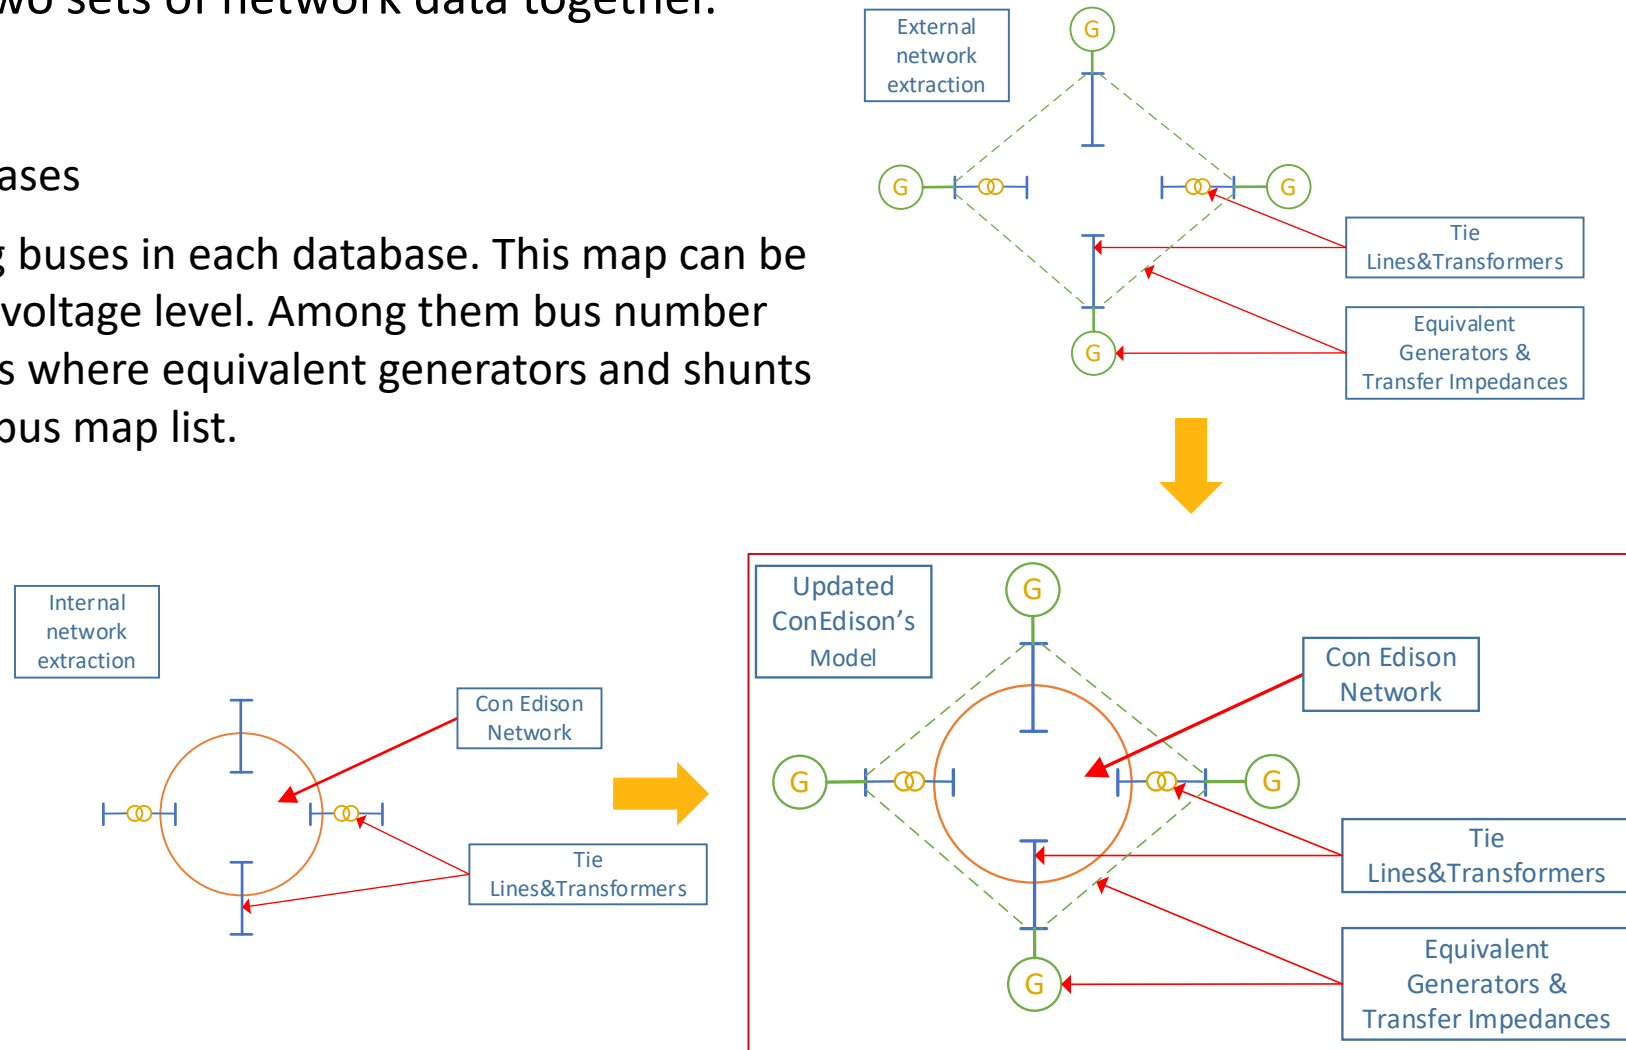 wo sets of network data together.
ases
g buses in each database. This map can be
voltage level. Among them bus number
s where equivalent generators and shunts
bus map list.
External
network
extraction
G
G
G
G
Tie
Lines&Transformers
Equivalent
Generators &
Transfer Impedances
Internal
network
extraction
Con Edison
Network
Tie
Lines&Transformers
Updated
ConEdison’s
Model
G
G
G
G
Con Edison
Network
Tie
Lines&Transformers
Equivalent
Generators &
Transfer Impedances